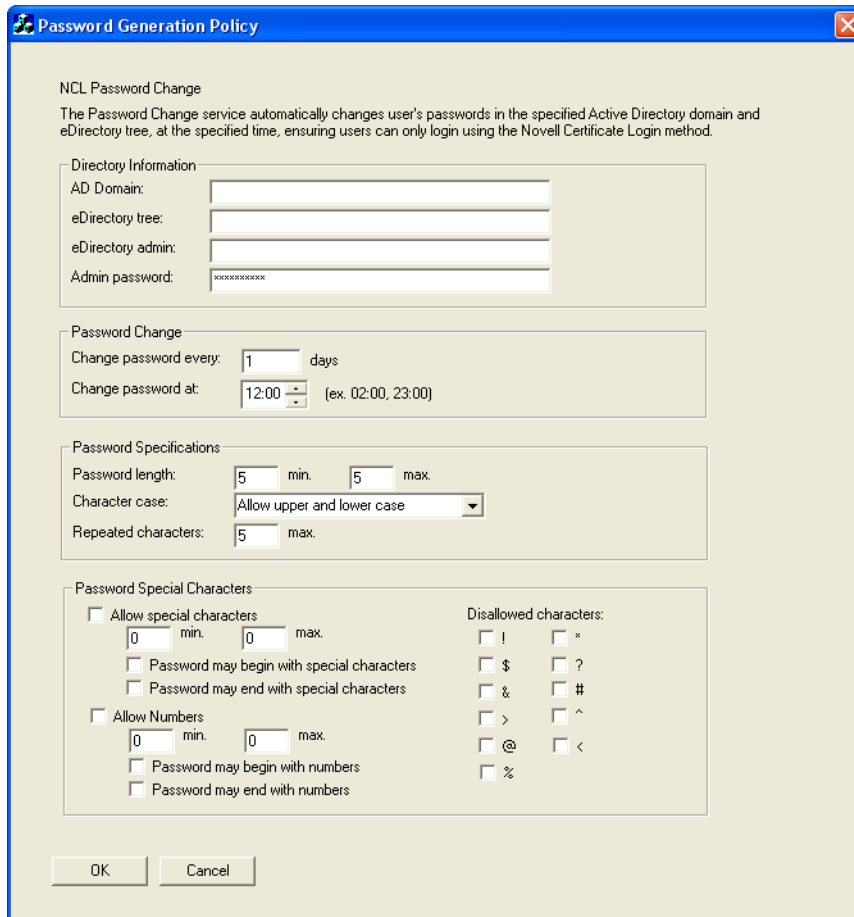 Password Generation Policy
NCL Password Change
The Password Change service automatically changes user's passwords in the specified Active Directory domain and
eDirectory tree, at the specified time, ensuring users can only login using the Novell Certificate Login method.
Directory Information
AD Domain:
eDirectory tree:
eDirectory admin:
Admin password: **********
Password Change
Change password every: 1 days
Change password at: 12:00 (ex. 02:00, 23:00)
Password Specifications
Password length: 5 min. 5 max.
Character case: Allow upper and lower case
Repeated characters: 5 max.
Password Special Characters
Allow special characters
0 min. 0 max.
Password may begin with special characters
Password may end with special characters
Allow Numbers
0 min. 0 max.
Password may begin with numbers
Password may end with numbers
Disallowed characters:
! *
$ ?
& #
> ^
@ <
%
OK Cancel